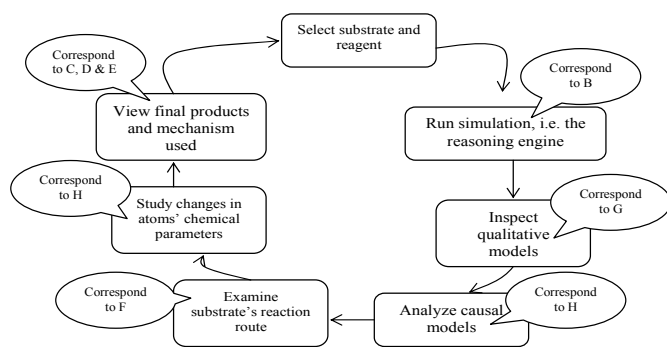 Select substrate and
reagent
Correspond
to B
Run simulation, i.e. the
reasoning engine
Correspond
to G
Inspect
qualitative
models
Correspond
to H
Analyze causal
models
Correspond
to F
Examine
substrate's reaction
route
Correspond
to H
Study changes in
atoms' chemical
parameters
Correspond
to C, D & E
View final products
and mechanism
used